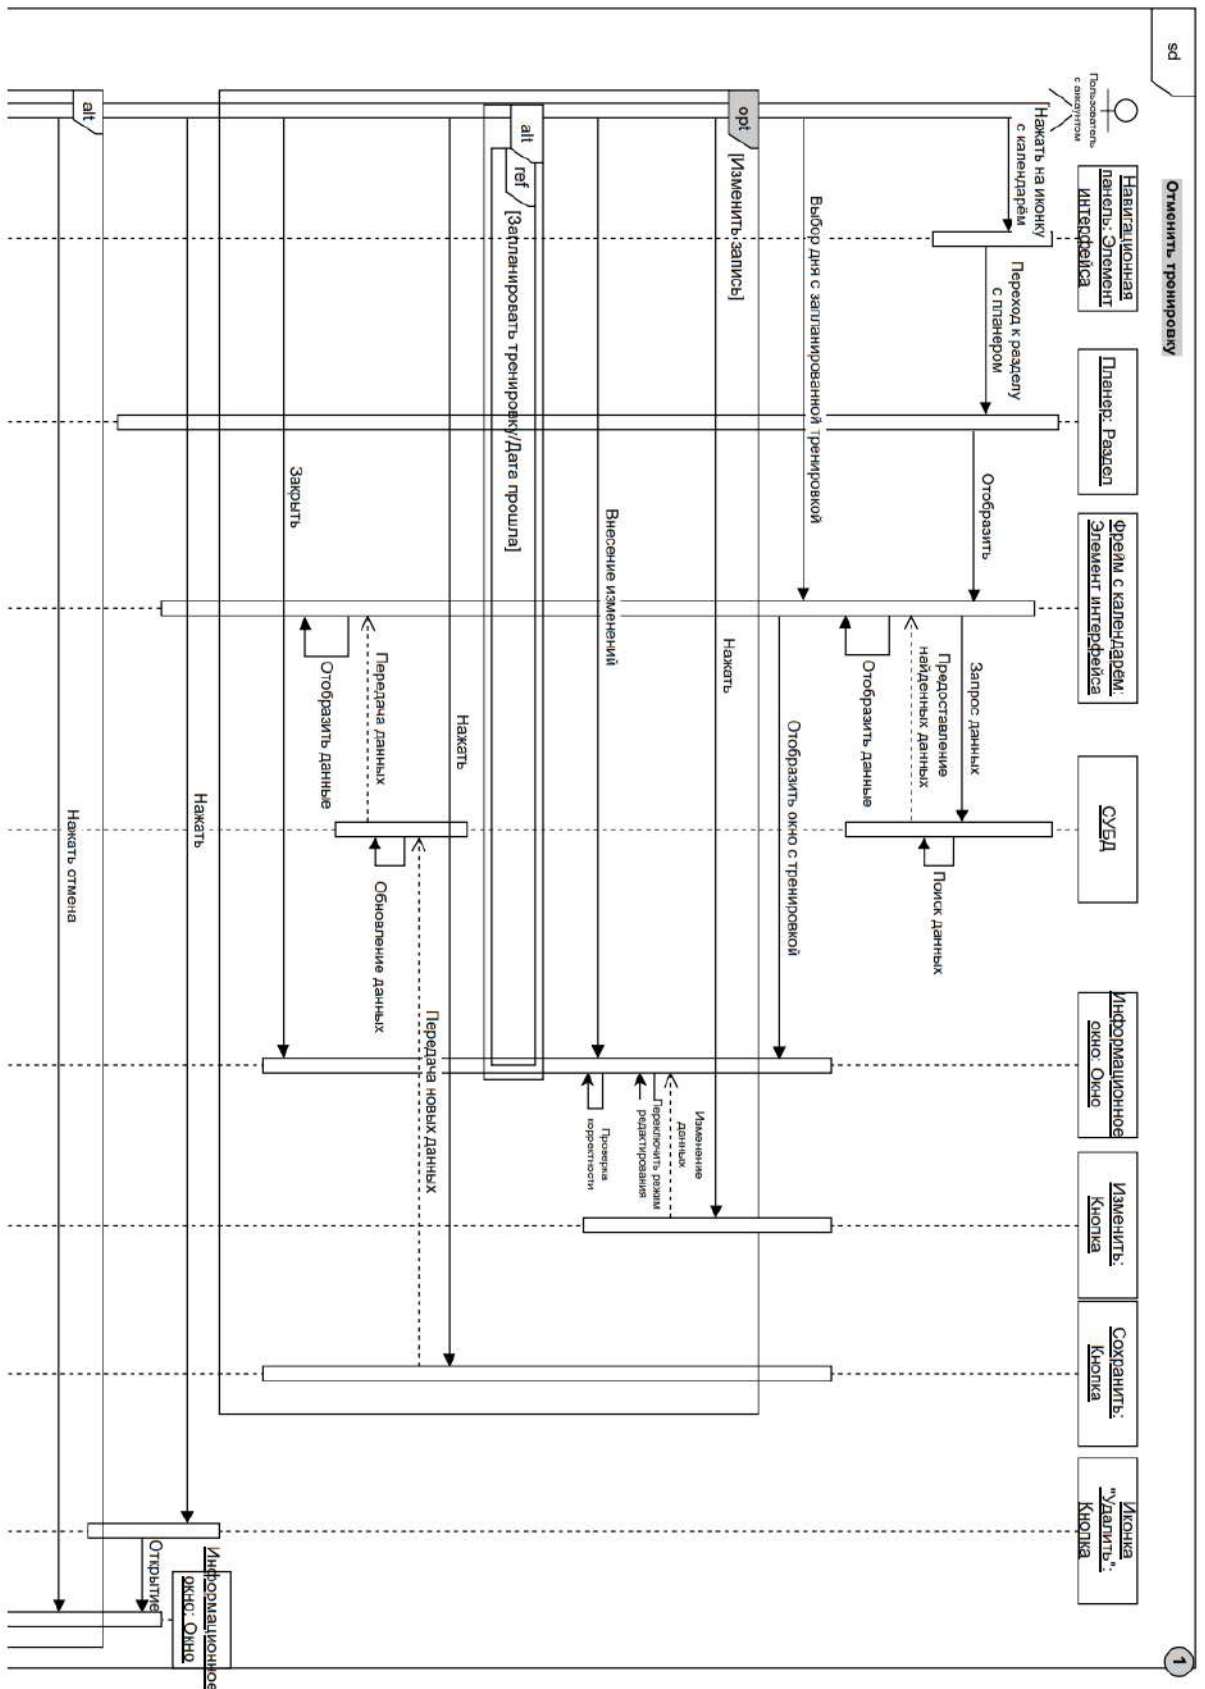 sd
Отменить тренировку
1
Пользователь
с аккаунтом
Навигационная
панель: Элемент
интерфейса
Планер: Раздел
Фрейм с календарём:
Элемент интерфейса
СУБД
Информационное
окно: Окно
Изменить:
Кнопка
Сохранить:
Кнопка
Иконка
"Удалить":
Кнопка
Нажать на иконку
с календарём
Переход к разделу
с планером
Отобразить
Запрос данных
Поиск данных
Предоставление
найденных данных
Отобразить данные
Выбор дня с запланированной тренировкой
Отобразить окно с тренировкой
opt
[Изменить запись]
Нажать
Изменение
данных
Переключить режим
редактирования
Внесение изменений
Проверка
корректности
alt
ref
[Запланировать тренировку/Дата прошла]
Нажать
Передача новых данных
Обновление данных
Передача данных
Отобразить данные
Закрыть
Нажать
Информационное
окно: Окно
Открытие
alt
Нажать отмена